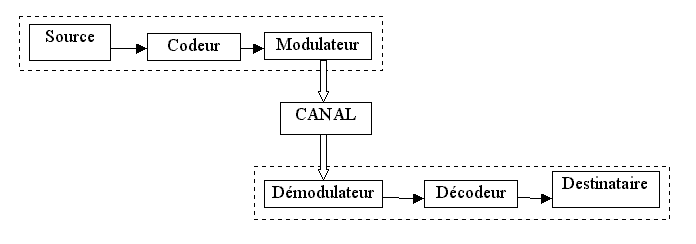 Source
Codeur
Modulateur
CANAL
Démodulateur
Décodeur
Destinataire